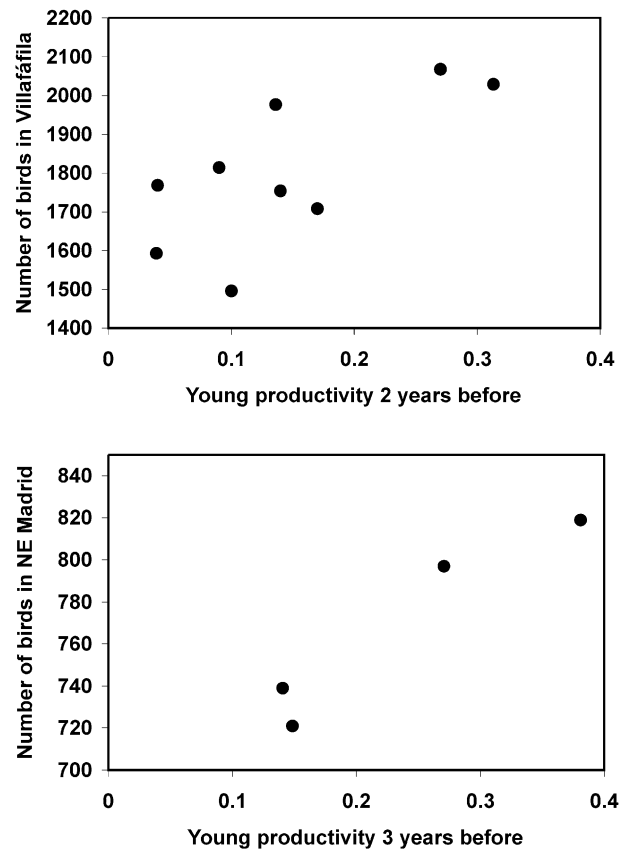 2200
2100
2000
1900
1800
1700
1600
1500
1400
Number of birds in Villafáfila
0 0.1 0.2 0.3 0.4
Young productivity 2 years before
840
820
800
780
760
740
720
700
Number of birds in NE Madrid
0 0.1 0.2 0.3 0.4
Young productivity 3 years before